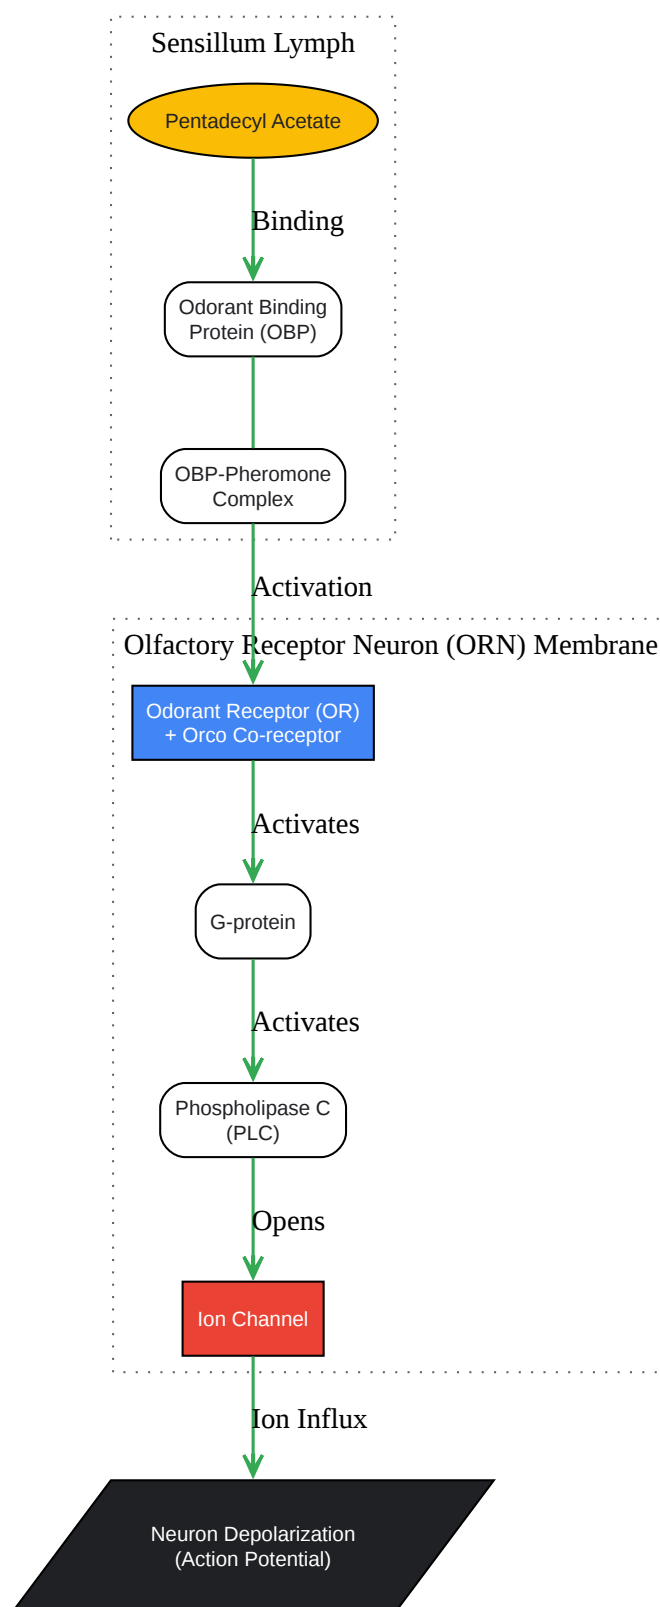 Sensillum Lymph
Pentadecyl Acetate
Binding
Odorant Binding
Protein (OBP)
OBP-Pheromone
Complex
Activation
Olfactory Receptor Neuron (ORN) Membrane
Odorant Receptor (OR)
+ Orco Co-receptor
Activates
G-protein
Activates
Phospholipase C
(PLC)
Opens
Ion Channel
Ion Influx
Neuron Depolarization
(Action Potential)